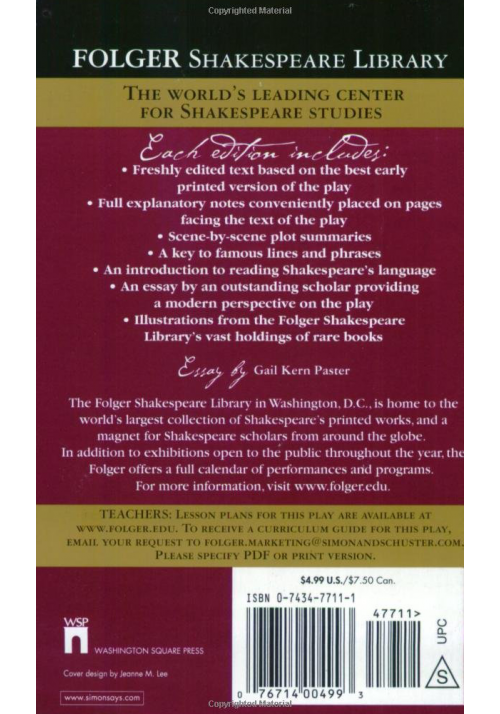 Copyrighted Material
FOLGER SHAKESPEARE LIBRARY
THE WORLD'S LEADING CENTER
FOR SHAKESPEARE STUDIES
Each edition includes:
• Freshly edited text based on the best early
printed version of the play
• Full explanatory notes conveniently placed on pages
facing the text of the play
• Scene-by-scene plot summaries
• A key to famous lines and phrases
• An introduction to reading Shakespeare's language
• An essay by an outstanding scholar providing
a modern perspective on the play
• Illustrations from the Folger Shakespeare
Library's vast holdings of rare books
Essay by Gail Kern Paster
The Folger Shakespeare Library in Washington, D.C., is home to the
world's largest collection of Shakespeare's printed works, and a
magnet for Shakespeare scholars from around the globe.
In addition to exhibitions open to the public throughout the year, the
Folger offers a full calendar of performances and programs.
For more information, visit www.folger.edu.
TEACHERS: LESSON PLANS FOR THIS PLAY ARE AVAILABLE AT
WWW.FOLGER.EDU. TO RECEIVE A CURRICULUM GUIDE FOR THIS PLAY,
EMAIL YOUR REQUEST TO FOLGER.MARKETING@SIMONANDSCHUSTER.COM.
PLEASE SPECIFY PDF OR PRINT VERSION.
$4.99 U.S./$7.50 Can.
ISBN 0-7434-7711-1
47711>
UPC
S
0 76714 00499 3
WSP
WASHINGTON SQUARE PRESS
Cover design by Jeanne M. Lee
www.simonsays.com
Copyrighted Material